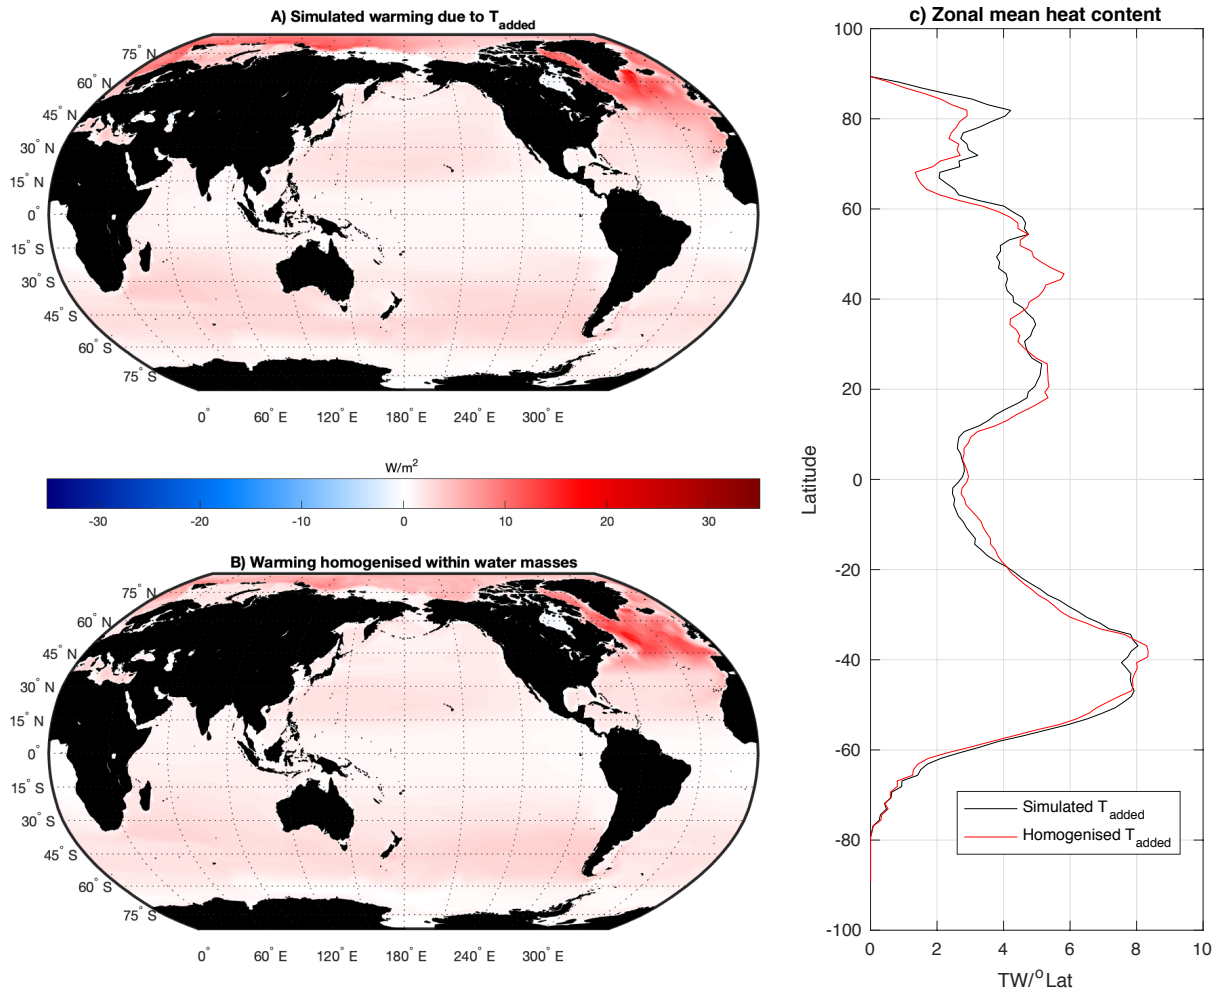 A) Simulated warming due to T_added
75° N
60° N
45° N
30° N
15° N
0°
15° S
30° S
45° S
60° S
75° S
0° 60° E 120° E 180° E 240° E 300° E
W/m²
-30 -20 -10 0 10 20 30
B) Warming homogenised within water masses
75° N
60° N
45° N
30° N
15° N
0°
15° S
30° S
45° S
60° S
75° S
0° 60° E 120° E 180° E 240° E 300° E
c) Zonal mean heat content
100
80
60
40
20
0
-20
-40
-60
-80
-100
Latitude
Simulated T_added
Homogenised T_added
0 2 4 6 8 10
TW/°Lat